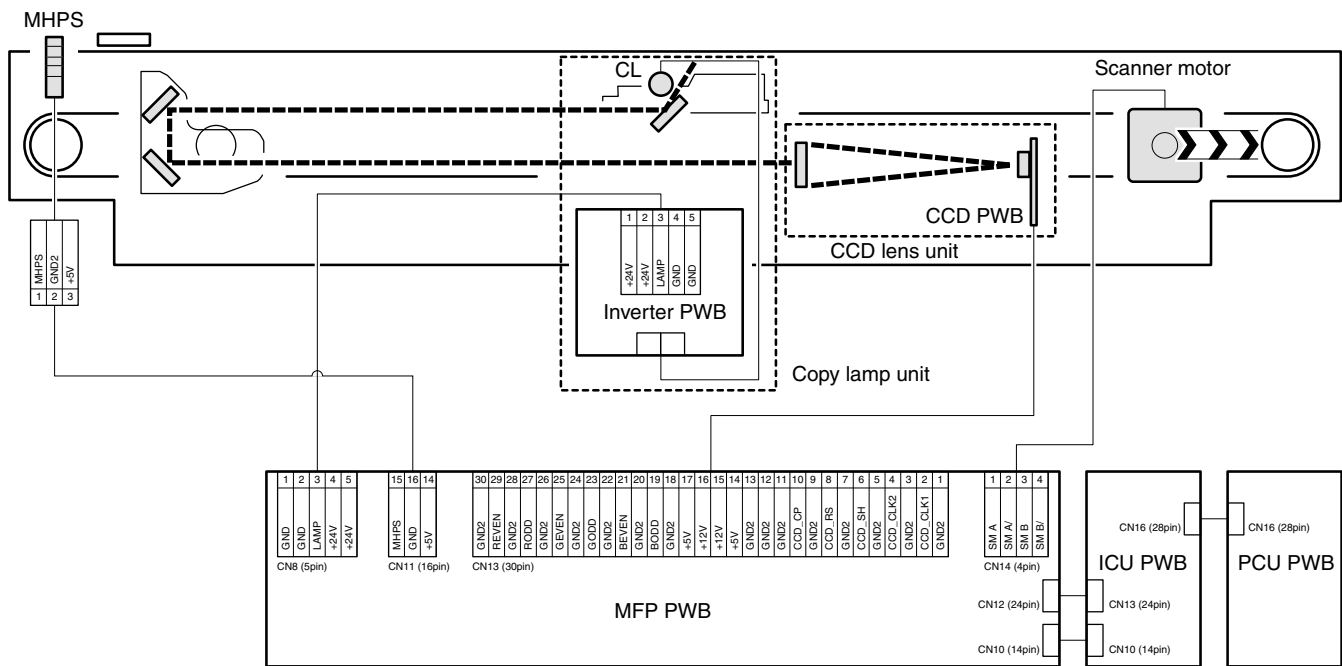 MHPS
CL
Scanner motor
CCD PWB
CCD lens unit
MHPS
GND2
+5V
1 2 3
1 2 3 4 5
+24V
+24V
LAMP
GND
GND
Inverter PWB
Copy lamp unit
1 2 3 4 5
GND
GND
LAMP
+24V
+24V
CN8 (5pin)
15 16 14
MHPS
GND
+5V
CN11 (16pin)
30 29 28 27 26 25 24 23 22 21 20 19 18 17 16 15 14 13 12 11 10 9 8 7 6 5 4 3 2 1
GND2
REVEN
GND2
RODD
GND2
GEVEN
GND2
GODD
GND2
BEVEN
GND2
BODD
GND2
+5V
+12V
+12V
+5V
GND2
GND2
GND2
CCD_CP
GND2
CCD_RS
GND2
CCD_SH
GND2
CCD_CLK2
GND2
CCD_CLK1
GND2
CN13 (30pin)
1 2 3 4
SM A
SM A/
SM B
SM B/
CN14 (4pin)
MFP PWB
CN12 (24pin)
CN10 (14pin)
CN16 (28pin)
ICU PWB
CN13 (24pin)
CN10 (14pin)
CN16 (28pin)
PCU PWB